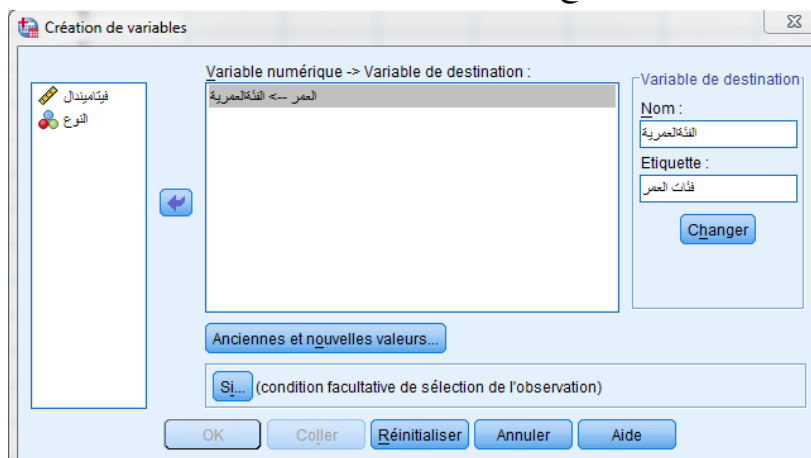 Création de variables
Variable numérique -> Variable de destination :
فيتاميندال
النوع
العمر --> الفئةالعمرية
Variable de destination
Nom :
الفئةالعمرية
Etiquette :
فئات العمر
Changer
Anciennes et nouvelles valeurs...
Si... (condition facultative de sélection de l'observation)
OK Coller Réinitialiser Annuler Aide